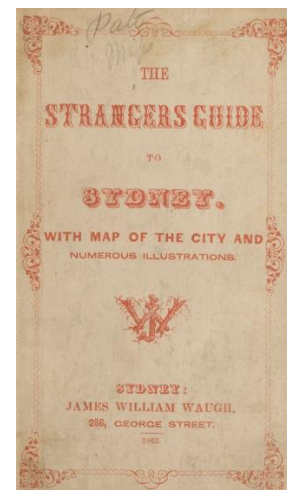 THE
STRANGERS GUIDE
TO
SYDNEY.
WITH MAP OF THE CITY AND
NUMEROUS ILLUSTRATIONS.
SYDNEY:
JAMES WILLIAM WAUGH,
286, GEORGE STREET.